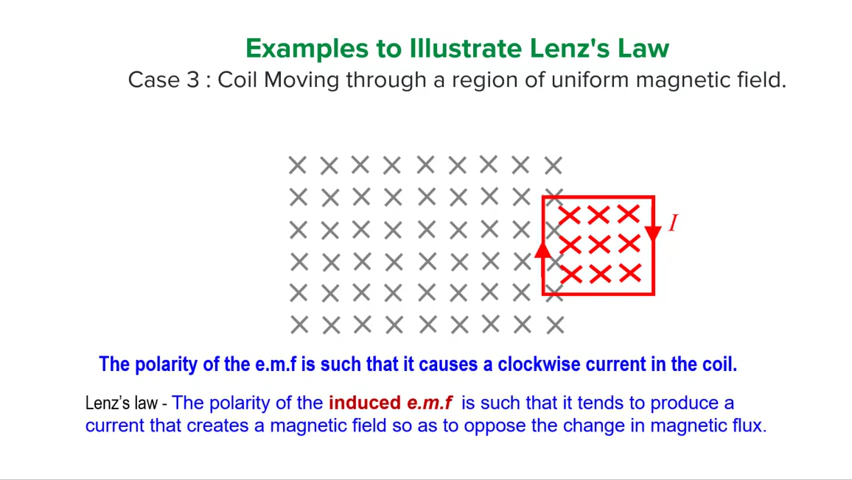 Examples to Illustrate Lenz's Law
Case 3 : Coil Moving through a region of uniform magnetic field.
I
The polarity of the e.m.f is such that it causes a clockwise current in the coil.
Lenz's law - The polarity of the induced e.m.f is such that it tends to produce a
current that creates a magnetic field so as to oppose the change in magnetic flux.